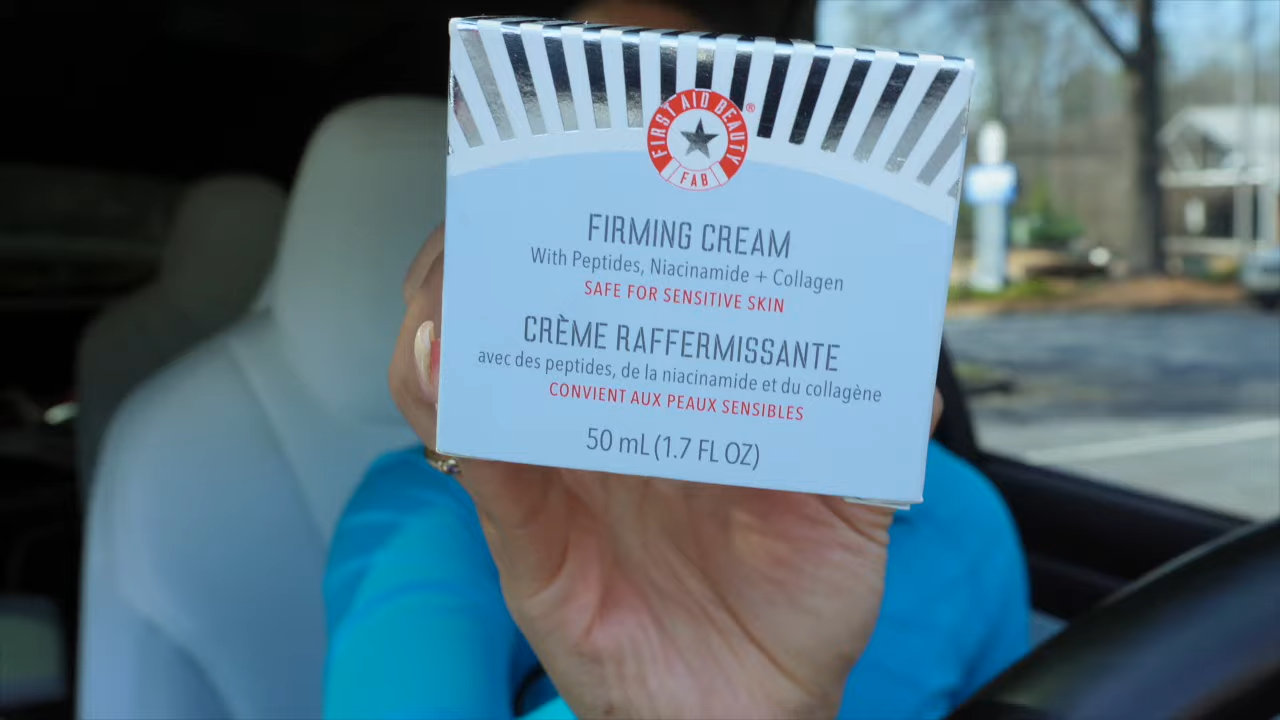 FIRST AID BEAUTY ®
FAB
FIRMING CREAM
With Peptides, Niacinamide + Collagen
SAFE FOR SENSITIVE SKIN
CRÈME RAFFERMISSANTE
avec des peptides, de la niacinamide et du collagène
CONVIENT AUX PEAUX SENSIBLES
50 mL (1.7 FL OZ)